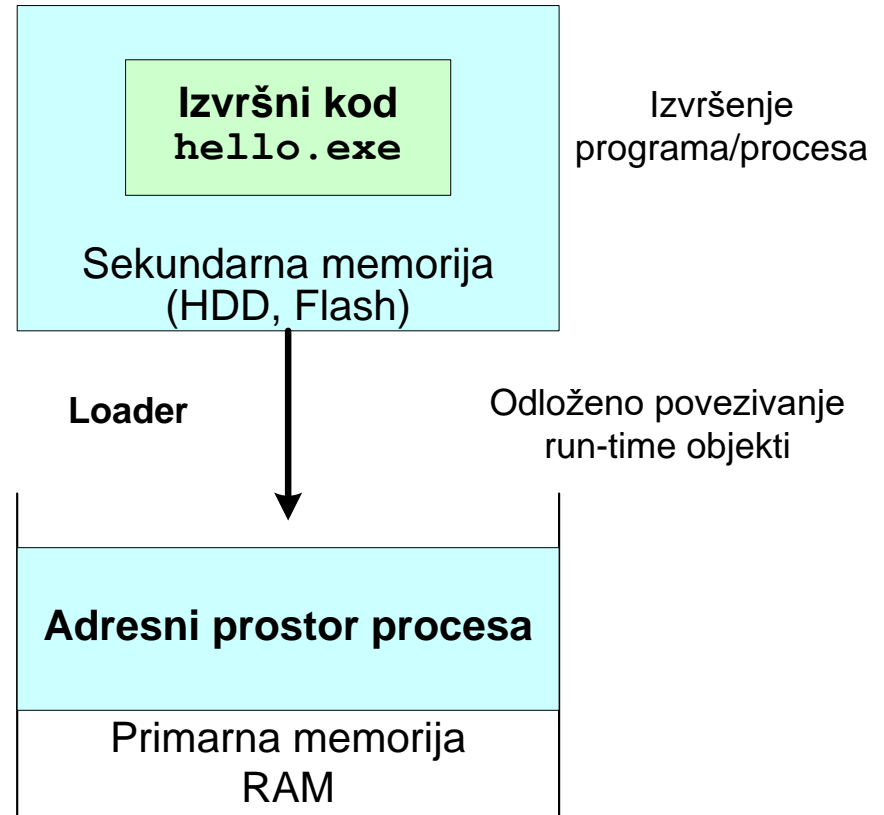 Izvršni kod
hello.exe
Izvršenje
programa/procesa
Sekundarna memorija
(HDD, Flash)
Loader
Odloženo povezivanje
run-time objekti
Adresni prostor procesa
Primarna memorija
RAM